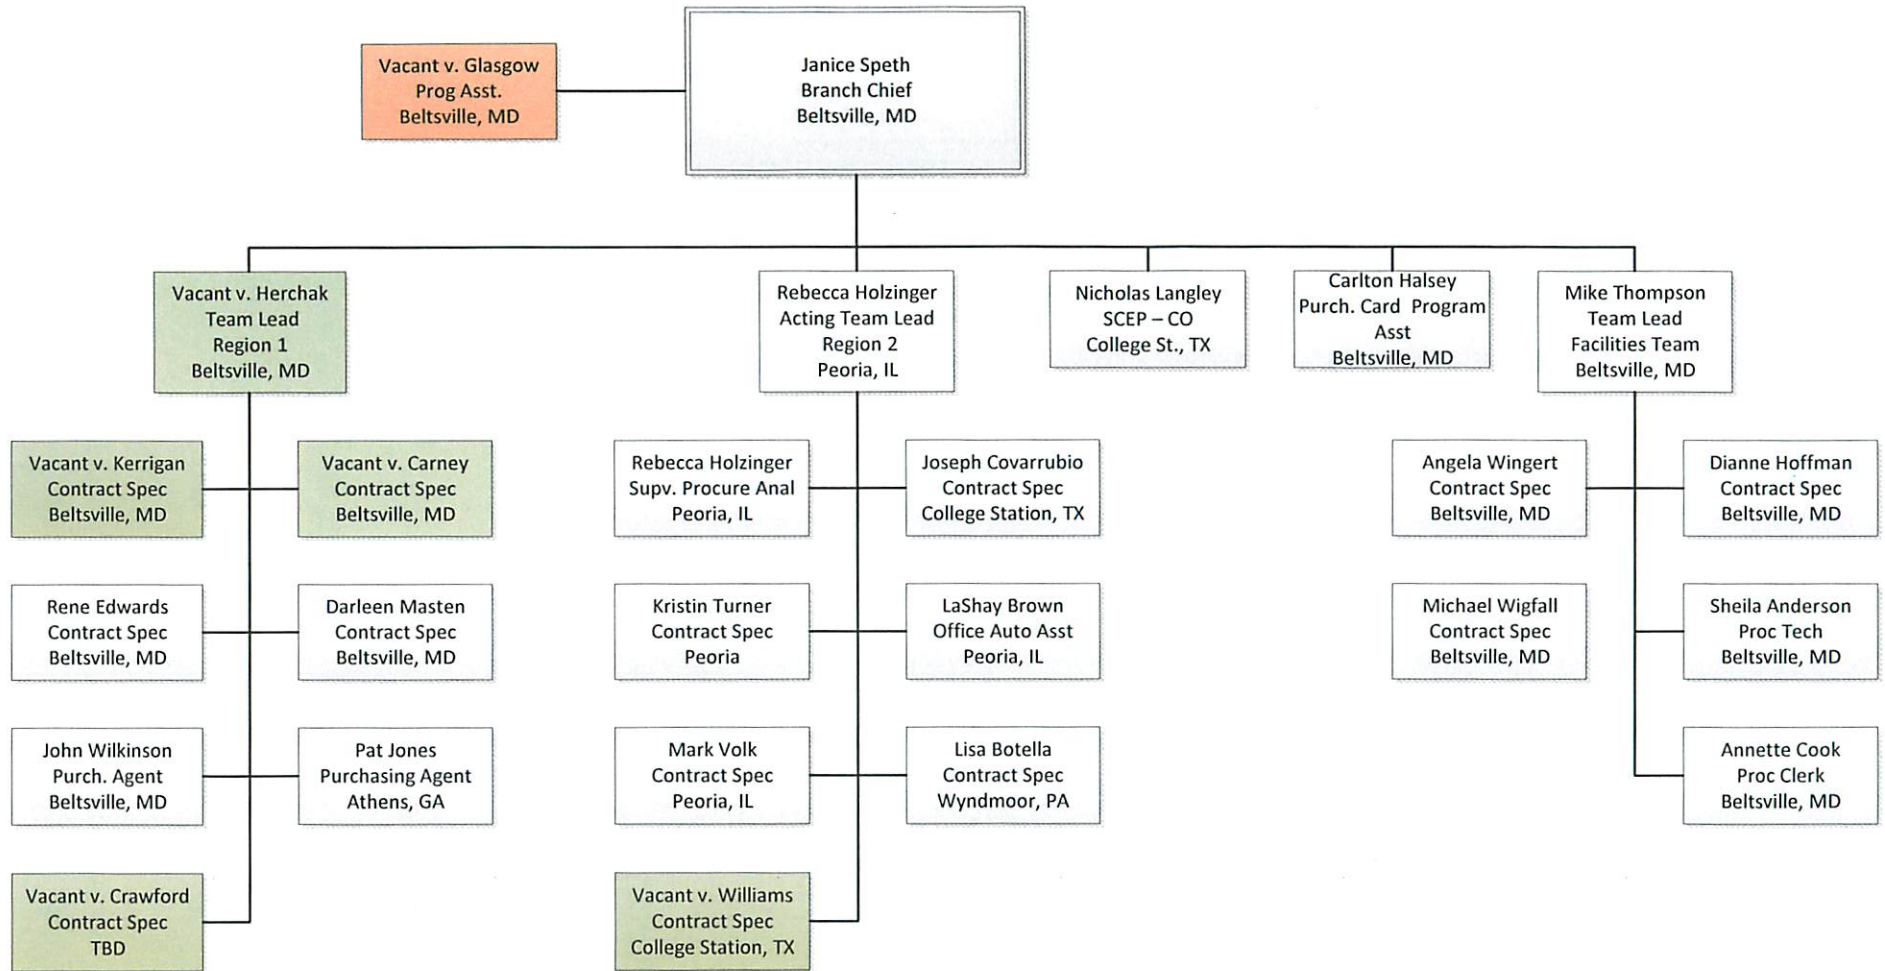 Vacant v. Glasgow
Prog Asst.
Beltsville, MD
Janice Speth
Branch Chief
Beltsville, MD
Vacant v. Herchak
Team Lead
Region 1
Beltsville, MD
Rebecca Holzinger
Acting Team Lead
Region 2
Peoria, IL
Nicholas Langley
SCEP – CO
College St., TX
Carlton Halsey
Purch. Card Program
Asst
Beltsville, MD
Mike Thompson
Team Lead
Facilities Team
Beltsville, MD
Vacant v. Kerrigan
Contract Spec
Beltsville, MD
Vacant v. Carney
Contract Spec
Beltsville, MD
Rebecca Holzinger
Supv. Procure Anal
Peoria, IL
Joseph Covarrubio
Contract Spec
College Station, TX
Angela Wingert
Contract Spec
Beltsville, MD
Dianne Hoffman
Contract Spec
Beltsville, MD
Rene Edwards
Contract Spec
Beltsville, MD
Darleen Masten
Contract Spec
Beltsville, MD
Kristin Turner
Contract Spec
Peoria
LaShay Brown
Office Auto Asst
Peoria, IL
Michael Wigfall
Contract Spec
Beltsville, MD
Sheila Anderson
Proc Tech
Beltsville, MD
John Wilkinson
Purch. Agent
Beltsville, MD
Pat Jones
Purchasing Agent
Athens, GA
Mark Volk
Contract Spec
Peoria, IL
Lisa Botella
Contract Spec
Wyndmoor, PA
Annette Cook
Proc Clerk
Beltsville, MD
Vacant v. Crawford
Contract Spec
TBD
Vacant v. Williams
Contract Spec
College Station, TX